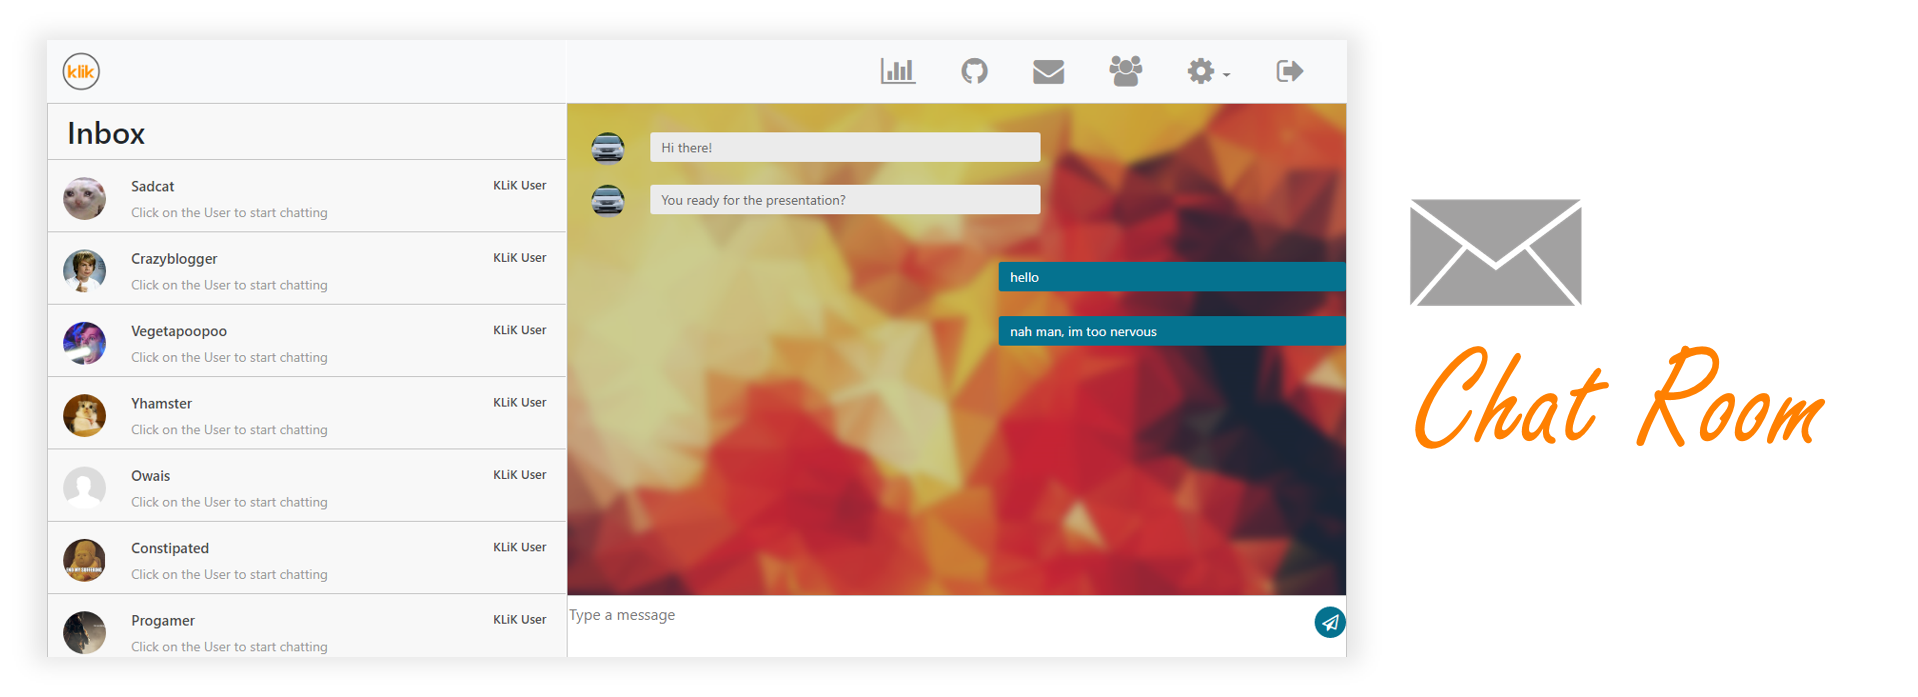 klik
Inbox
Sadcat
KLiK User
Click on the User to start chatting
Crazyblogger
KLiK User
Click on the User to start chatting
Vegetapoopoo
KLiK User
Click on the User to start chatting
Yhamster
KLiK User
Click on the User to start chatting
Owais
KLiK User
Click on the User to start chatting
Constipated
KLiK User
Click on the User to start chatting
Progamer
KLiK User
Click on the User to start chatting
Hi there!
You ready for the presentation?
hello
nah man, im too nervous
Type a message
Chat Room